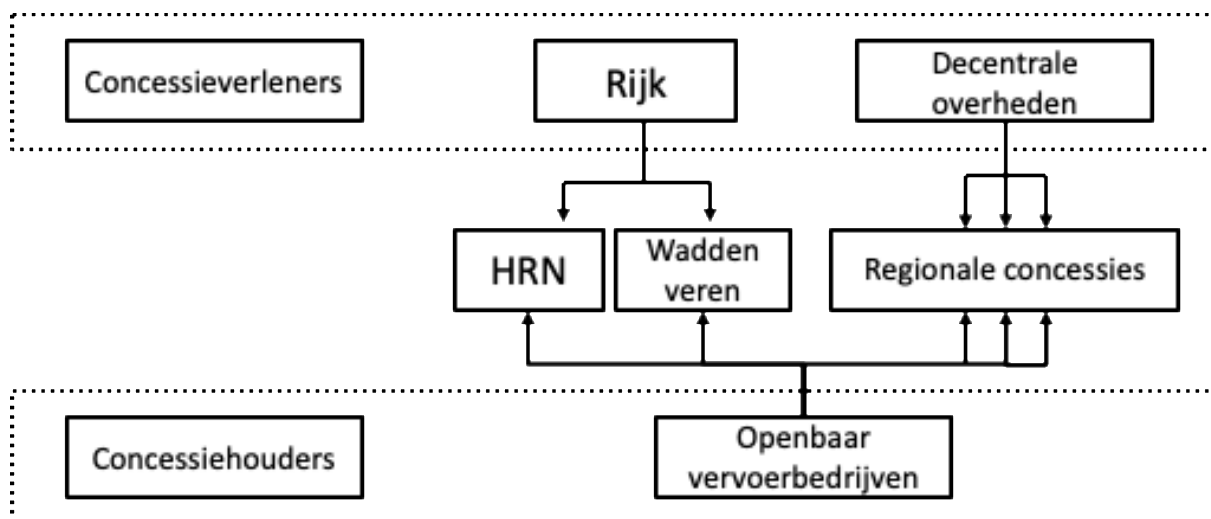 Concessieverleners
Rijk
Decentrale
overheden
HRN
Wadden
veren
Regionale concessies
Concessiehouders
Openbaar
vervoerbedrijven